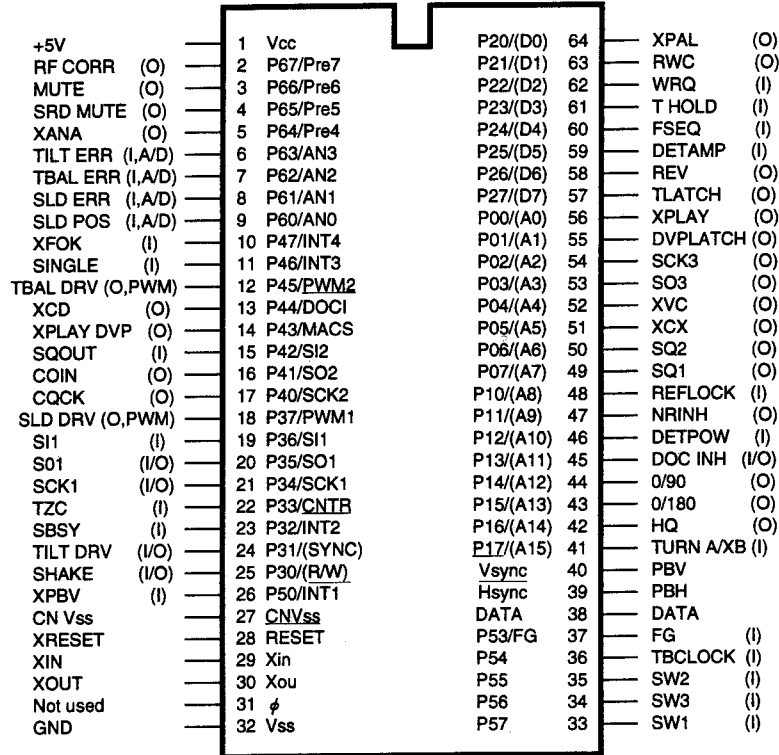 +5V 1 Vcc P20/(D0) 64 XPAL (O)
RF CORR (O) 2 P67/Pre7 P21/(D1) 63 RWC (O)
MUTE (O) 3 P66/Pre6 P22/(D2) 62 WRQ (I)
SRD MUTE (O) 4 P65/Pre5 P23/(D3) 61 T HOLD (I)
XANA (O) 5 P64/Pre4 P24/(D4) 60 FSEQ (I)
TILT ERR (I,A/D) 6 P63/AN3 P25/(D5) 59 DETAMP (I)
TBAL ERR (I,A/D) 7 P62/AN2 P26/(D6) 58 REV (O)
SLD ERR (I,A/D) 8 P61/AN1 P27/(D7) 57 TLATCH (O)
SLD POS (I,A/D) 9 P60/AN0 P00/(A0) 56 XPLAY (O)
XFOK (I) 10 P47/INT4 P01/(A1) 55 DVPLATCH (O)
SINGLE (I) 11 P46/INT3 P02/(A2) 54 SCK3 (O)
TBAL DRV (O,PWM) 12 P45/PWM2 P03/(A3) 53 SO3 (O)
XCD (O) 13 P44/DOCI P04/(A4) 52 XVC (O)
XPLAY DVP (O) 14 P43/MACS P05/(A5) 51 XCX (O)
SQOUT (I) 15 P42/SI2 P06/(A6) 50 SQ2 (O)
COIN (O) 16 P41/SO2 P07/(A7) 49 SQ1 (O)
CQCK (O) 17 P40/SCK2 P10/(A8) 48 REFLOCK (I)
SLD DRV (O,PWM) 18 P37/PWM1 P11/(A9) 47 NRINH (O)
SI1 (I) 19 P36/SI1 P12/(A10) 46 DETPOW (I)
S01 (I/O) 20 P35/SO1 P13/(A11) 45 DOC INH (I/O)
SCK1 (I/O) 21 P34/SCK1 P14/(A12) 44 0/90 (O)
TZC (I) 22 P33/CNTR P15/(A13) 43 0/180 (O)
SBSY (I) 23 P32/INT2 P16/(A14) 42 HQ (O)
TILT DRV (I/O) 24 P31/(SYNC) P17/(A15) 41 TURN A/XB (I)
SHAKE (I/O) 25 P30/(R/W) Vsync 40 PBV
XPBV (I) 26 P50/INT1 Hsync 39 PBH
CN Vss 27 CNVss DATA 38 DATA
XRESET 28 RESET P53/FG 37 FG (I)
XIN 29 Xin P54 36 TBCLOCK (I)
XOUT 30 Xou P55 35 SW2 (I)
Not used 31 ϕ P56 34 SW3 (I)
GND 32 Vss P57 33 SW1 (I)